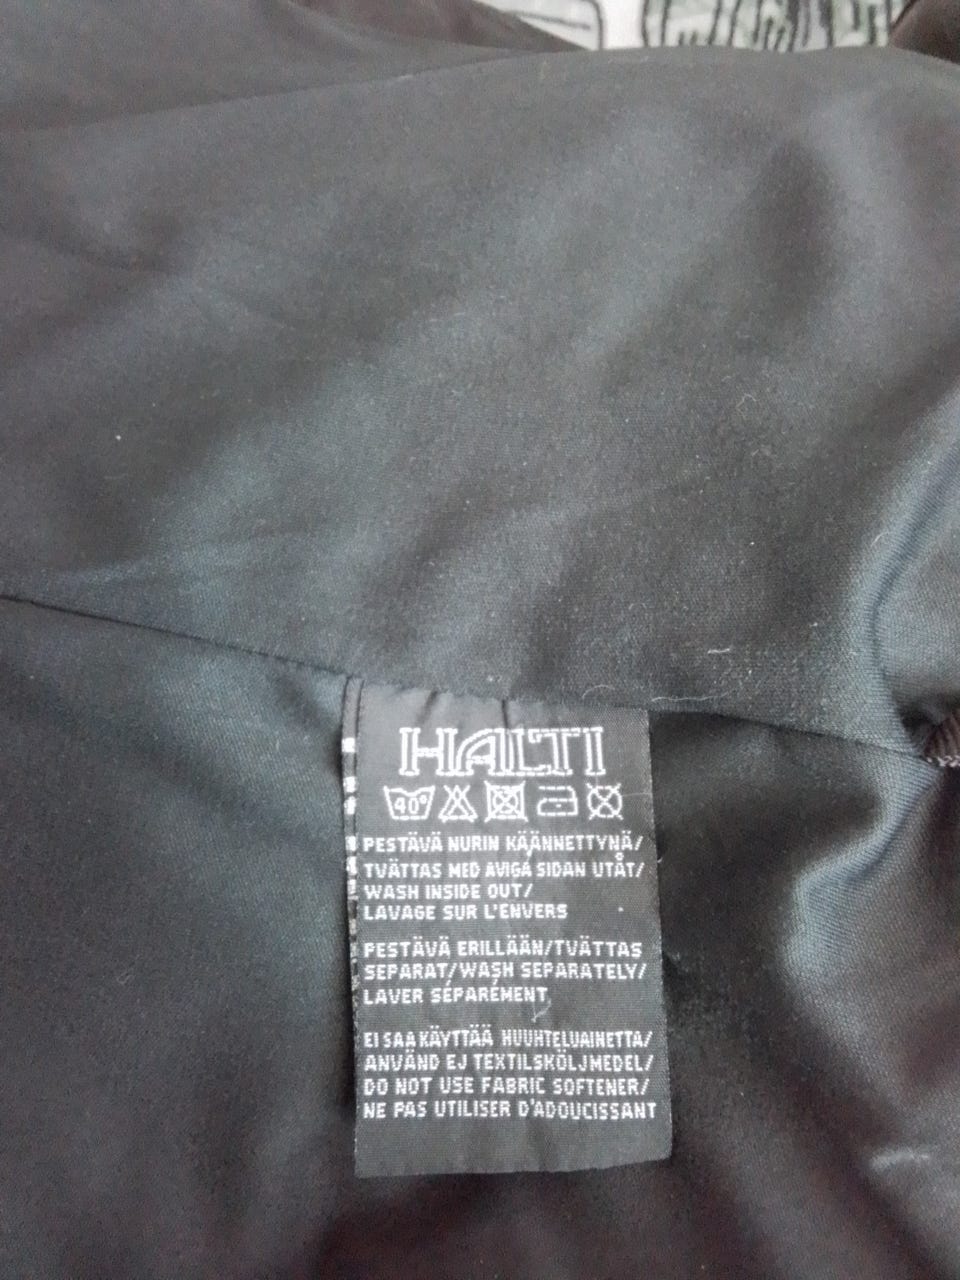 HALTI
40°
PESTÄVÄ NURIN KÄÄNNETTYNÄ/
TVÄTTAS MED AVIGA SIDAN UTÅT/
WASH INSIDE OUT/
LAVAGE SUR L'ENVERS
PESTÄVÄ ERILLÄÄN/TVÄTTAS
SEPARAT/WASH SEPARATELY/
LAVER SÉPARÉMENT
EI SAA KÄYTTÄÄ HUUHTELUAINETTA/
ANVÄND EJ TEXTILSKÖLJMEDEL/
DO NOT USE FABRIC SOFTENER/
NE PAS UTILISER D'ADOUCISSANT